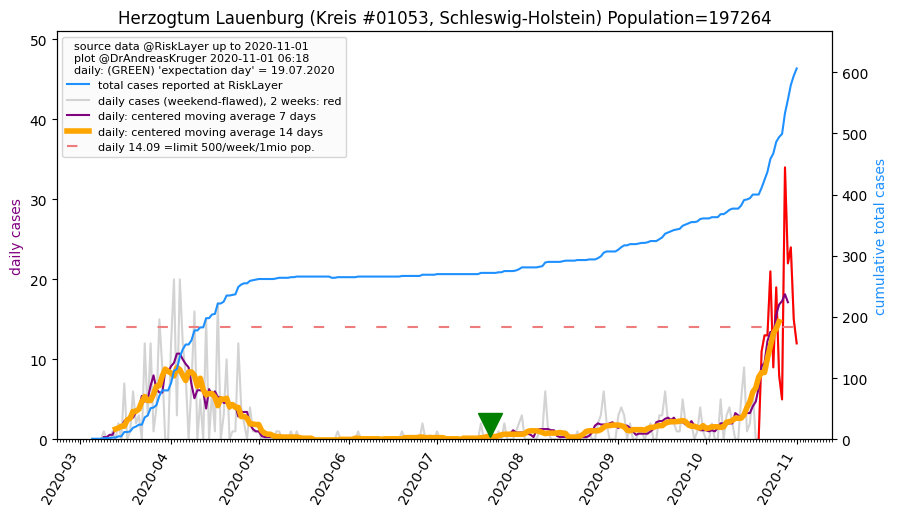 Herzogtum Lauenburg (Kreis #01053, Schleswig-Holstein) Population=197264
source data @RiskLayer up to 2020-11-01
plot @DrAndreasKruger 2020-11-01 06:18
daily: (GREEN) 'expectation day' = 19.07.2020
total cases reported at RiskLayer
daily cases (weekend-flawed), 2 weeks: red
daily: centered moving average 7 days
daily: centered moving average 14 days
daily 14.09 =limit 500/week/1mio pop.
daily cases
50
40
30
20
10
0
cumulative total cases
600
500
400
300
200
100
0
2020-03
2020-04
2020-05
2020-06
2020-07
2020-08
2020-09
2020-10
2020-11